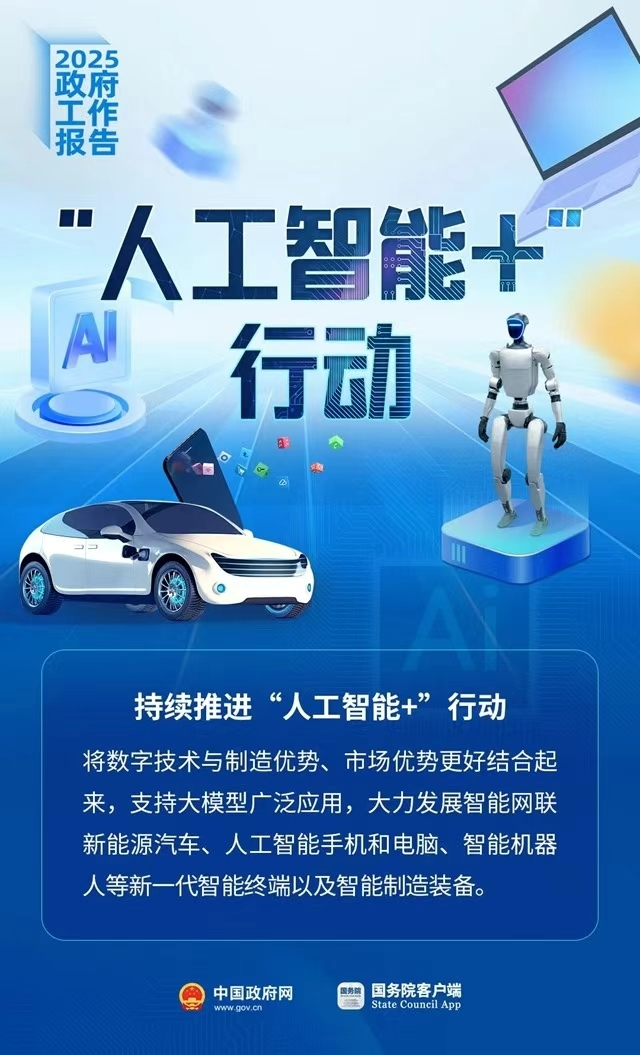 2025
政府
工作
报告
“人工智能+”
行动
AI
Ai
持续推进“人工智能+”行动
将数字技术与制造优势、市场优势更好结合起
来，支持大模型广泛应用，大力发展智能网联
新能源汽车、人工智能手机和电脑、智能机器
人等新一代智能终端以及智能制造装备。
中国政府网
www.gov.cn
国务院
国务院客户端
State Council App